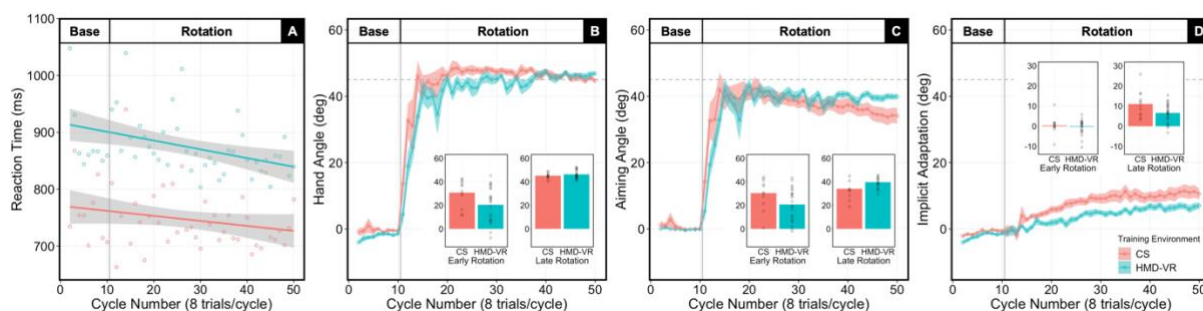 Base Rotation A
Reaction Time (ms)
1100
1000
900
800
700
0 10 20 30 40 50
Cycle Number (8 trials/cycle)
Base Rotation B
Hand Angle (deg)
60
40
20
0
60
40
20
0
CS HMD-VR
Early Rotation
60
40
20
0
CS HMD-VR
Late Rotation
0 10 20 30 40 50
Cycle Number (8 trials/cycle)
Base Rotation C
Aiming Angle (deg)
60
40
20
0
60
40
20
0
CS HMD-VR
Early Rotation
60
40
20
0
CS HMD-VR
Late Rotation
0 10 20 30 40 50
Cycle Number (8 trials/cycle)
Base Rotation D
Implicit Adaptation (deg)
60
40
20
0
30
20
10
0
-10
CS HMD-VR
Early Rotation
30
20
10
0
-10
CS HMD-VR
Late Rotation
Training Environment
CS
HMD-VR
0 10 20 30 40 50
Cycle Number (8 trials/cycle)